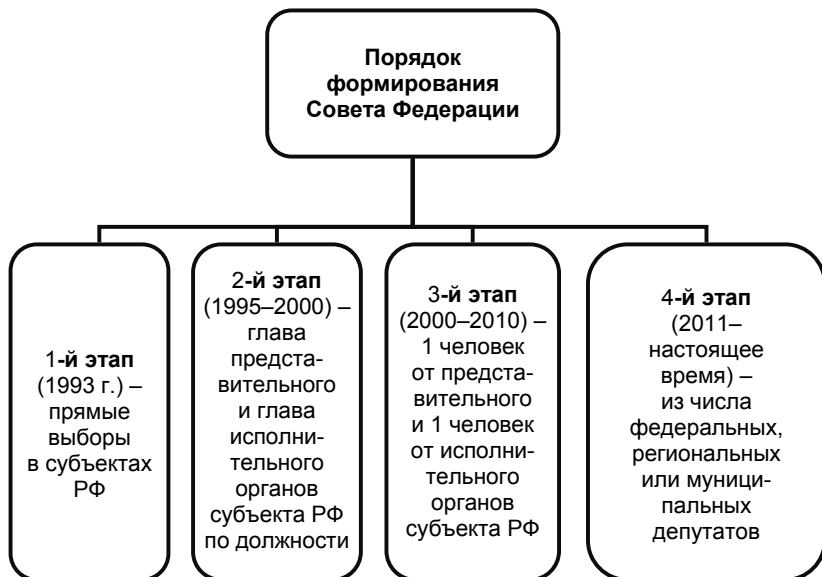 Порядок
формирования
Совета Федерации
1-й этап
(1993 г.) –
прямые
выборы
в субъектах
РФ
2-й этап
(1995–2000) –
глава
предста-
вительного
и глава
исполни-
тельного
органов
субъекта РФ
по должности
3-й этап
(2000–2010) –
1 человек
от предста-
вительного
и 1 человек
от исполни-
тельного
органов
субъекта РФ
4-й этап
(2011–
настоящее
время) –
из числа
федеральных,
региональных
или муници-
пальных
депутатов